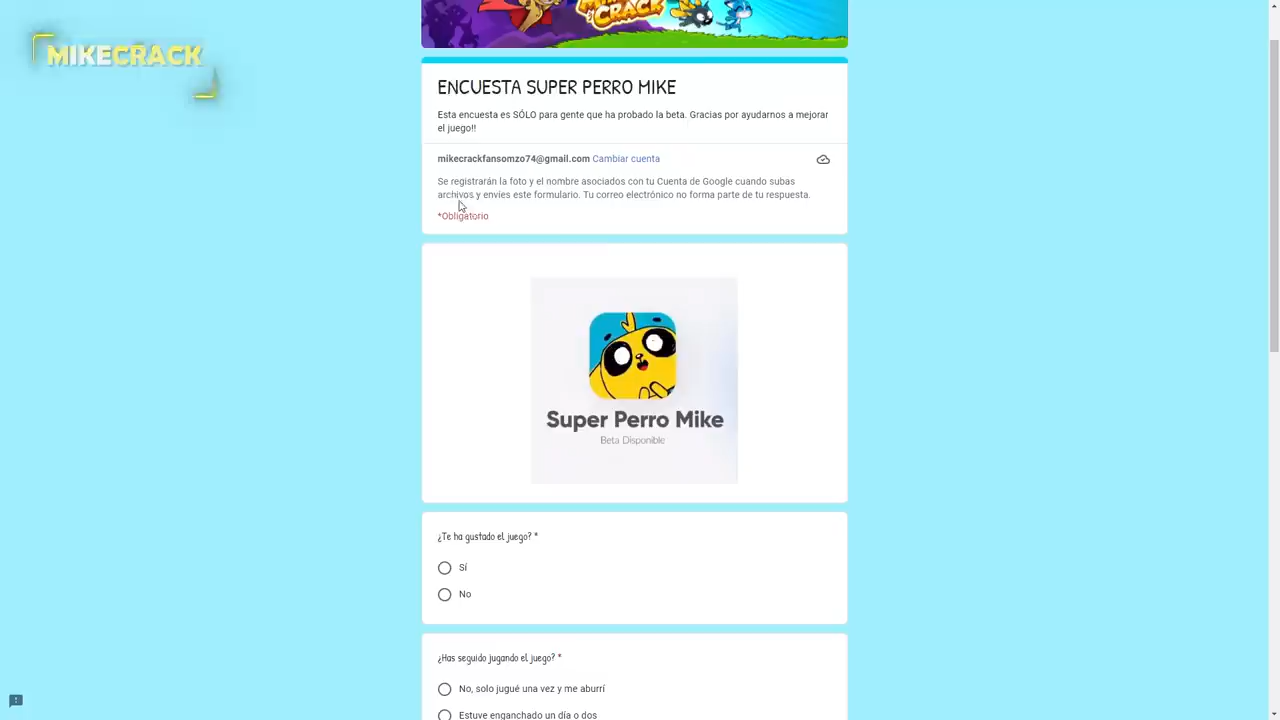 MIKE
CRACK
MIKECRACK
ENCUESTA SUPER PERRO MIKE
Esta encuesta es SÓLO para gente que ha probado la beta. Gracias por ayudarnos a mejorar
el juego!!
mikecrackfansomzo74@gmail.com Cambiar cuenta
Se registrarán la foto y el nombre asociados con tu Cuenta de Google cuando subas
archivos y envíes este formulario. Tu correo electrónico no forma parte de tu respuesta.
*Obligatorio
Super Perro Mike
Beta Disponible
¿Te ha gustado el juego? *
Sí
No
¿Has seguido jugando el juego? *
No, solo jugué una vez y me aburrí
Estuve enganchado un día o dos